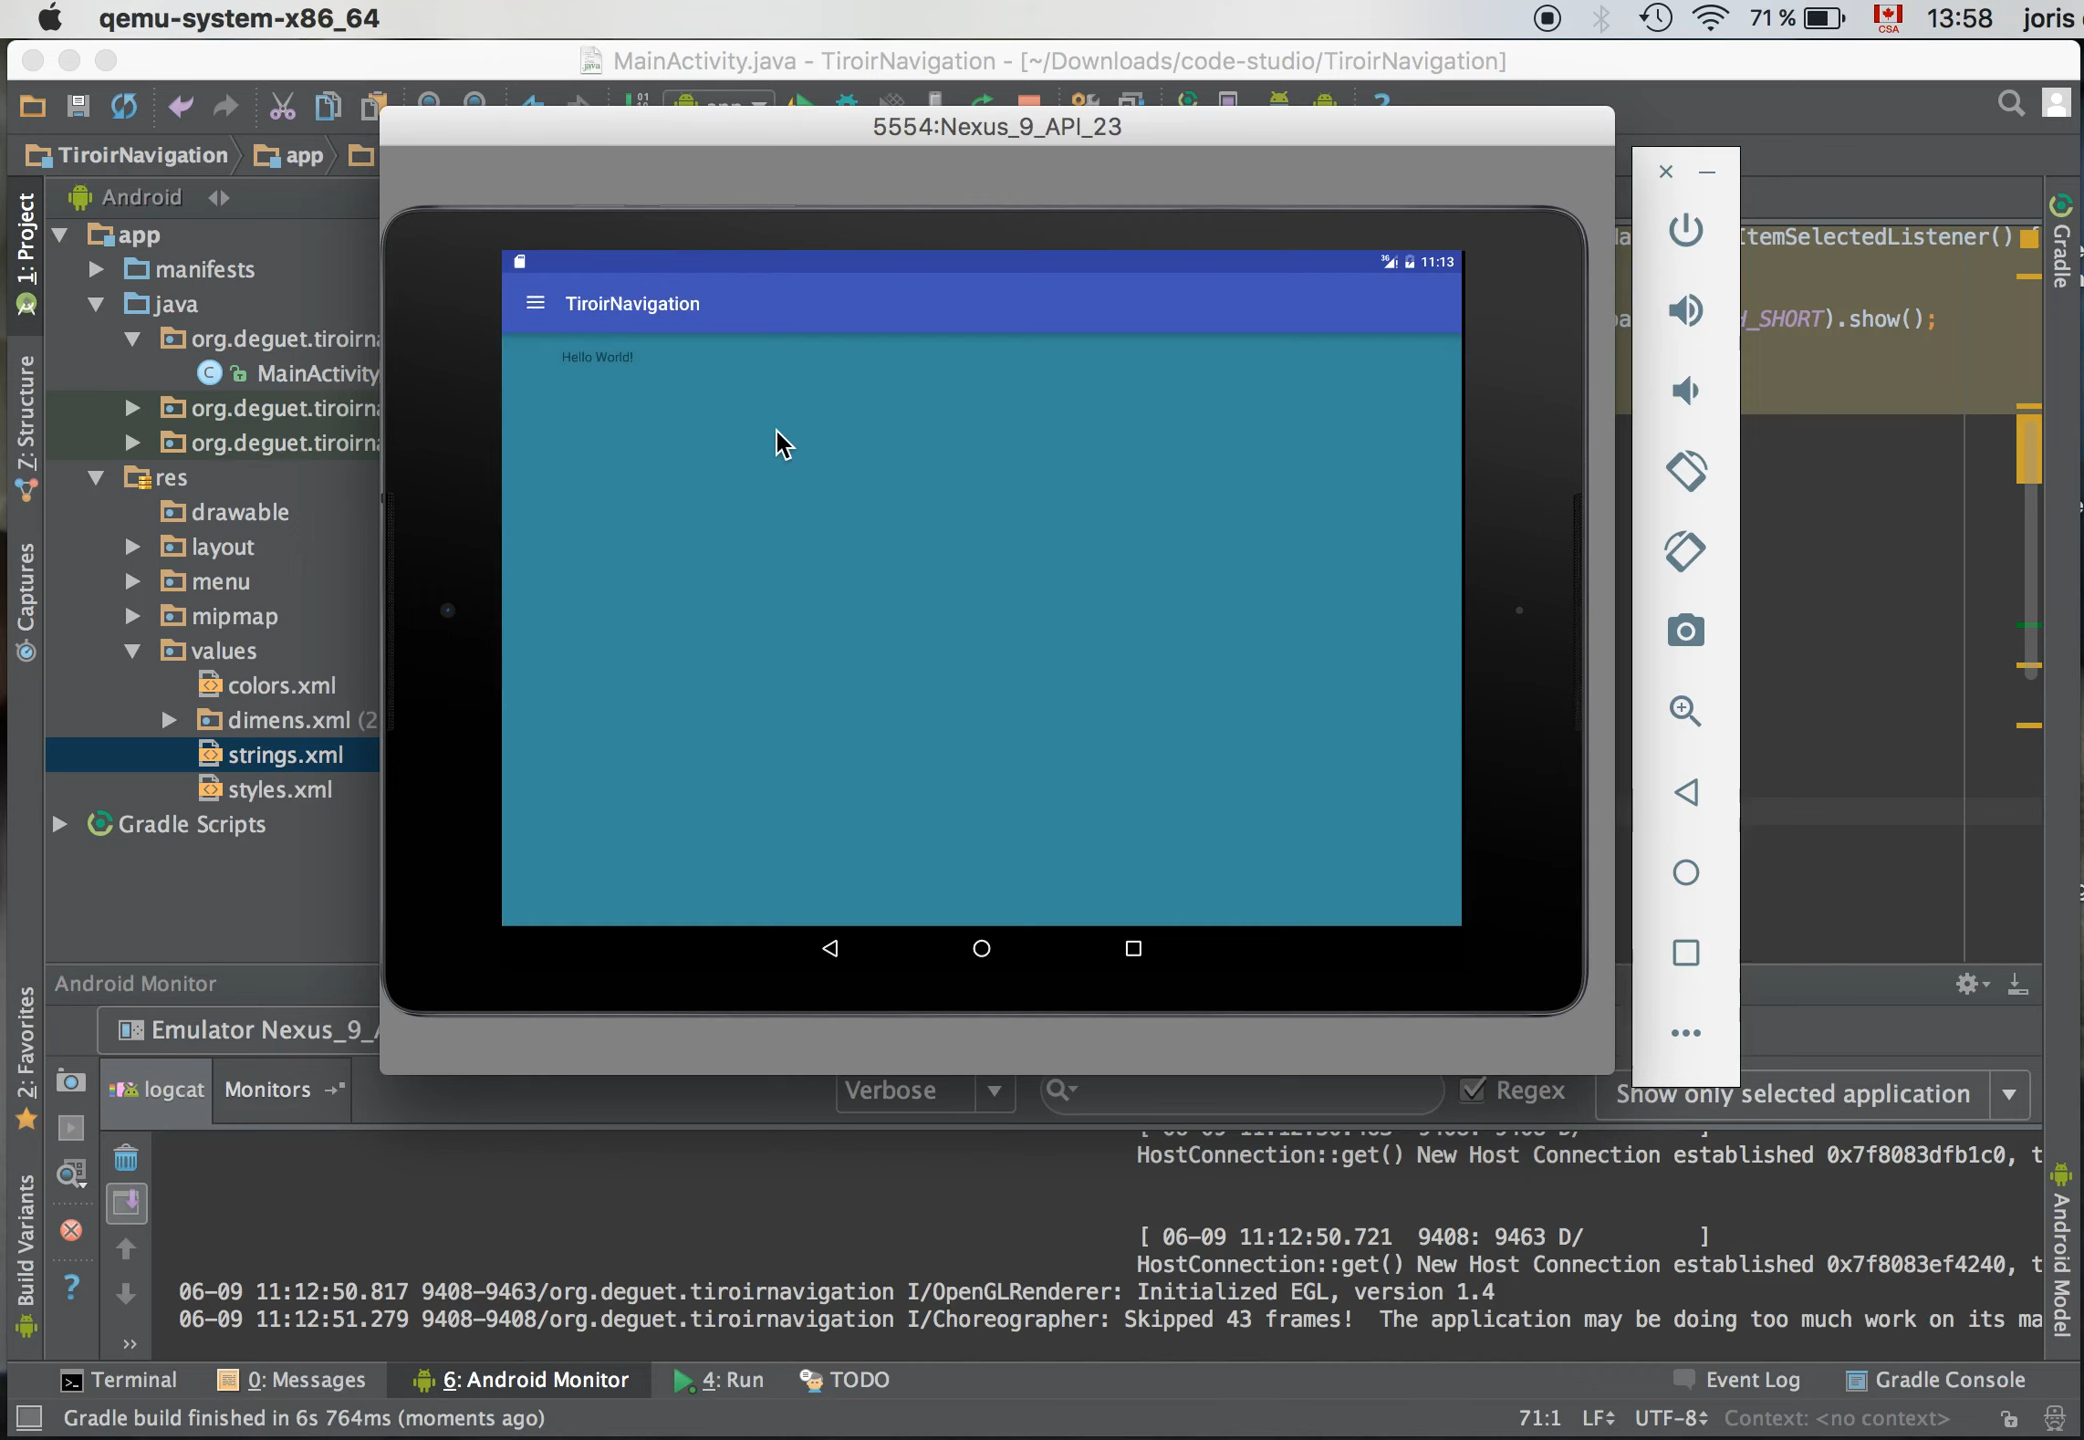 qemu-system-x86_64
71 %
CSA
13:58
joris
MainActivity.java - TiroirNavigation - [~/Downloads/code-studio/TiroirNavigation]
5554:Nexus_9_API_23
TiroirNavigation
app
1: Project
Android
app
manifests
java
org.deguet.tiroirna
MainActivity
org.deguet.tiroirna
org.deguet.tiroirna
res
drawable
layout
menu
mipmap
values
colors.xml
dimens.xml (2
strings.xml
styles.xml
Gradle Scripts
7: Structure
Captures
2: Favorites
Build Variants
11:13
TiroirNavigation
Hello World!
ItemSelectedListener() {
H_SHORT).show();
Gradle
Android Model
Android Monitor
Emulator Nexus_9_A
logcat
Monitors
Verbose
Regex
Show only selected application
HostConnection::get() New Host Connection established 0x7f8083dfb1c0, t
[ 06-09 11:12:50.721 9408: 9463 D/ ]
HostConnection::get() New Host Connection established 0x7f8083ef4240, t
06-09 11:12:50.817 9408-9463/org.deguet.tiroirnavigation I/OpenGLRenderer: Initialized EGL, version 1.4
06-09 11:12:51.279 9408-9408/org.deguet.tiroirnavigation I/Choreographer: Skipped 43 frames! The application may be doing too much work on its ma
Terminal
0: Messages
6: Android Monitor
4: Run
TODO
Event Log
Gradle Console
Gradle build finished in 6s 764ms (moments ago)
71:1
LF
UTF-8
Context: <no context>